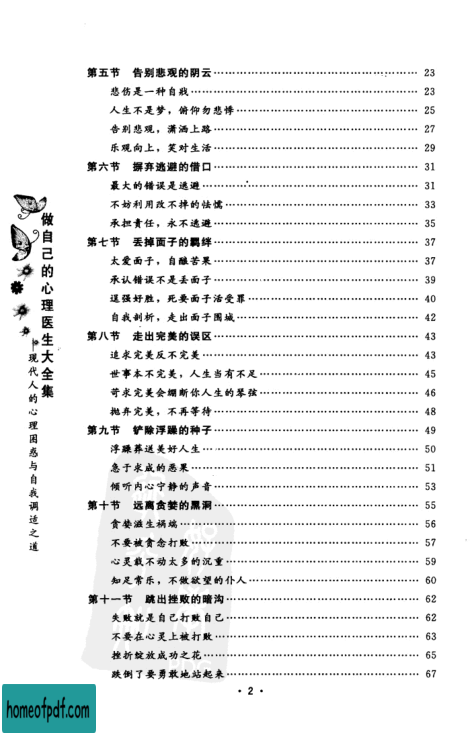 第五节 告别悲观的阴云…………………………………………… 23
悲伤是一种自戕…………………………………………… 23
人生不是梦，俯仰勿悲悸…………………………………… 25
告别悲观，潇洒上路………………………………………… 27
乐观向上，笑对生活………………………………………… 29
第六节 摒弃逃避的借口…………………………………………… 31
最大的错误是逃避………………………………………… 31
不妨利用改不掉的怯懦……………………………………… 33
承担责任，永不逃避………………………………………… 35
第七节 丢掉面子的羁绊…………………………………………… 37
太爱面子，自酿苦果………………………………………… 37
承认错误不是丢面子………………………………………… 39
逞强好胜，死要面子活受罪………………………………… 40
自我剖析，走出面子围城…………………………………… 42
第八节 走出完美的误区…………………………………………… 43
追求完美反不完美………………………………………… 43
世事本不完美，人生当有不足……………………………… 45
苛求完美会绷断你人生的琴弦……………………………… 46
抛弃完美，不再等待………………………………………… 48
第九节 铲除浮躁的种子…………………………………………… 49
浮躁葬送美好人生………………………………………… 50
急于求成的恶果…………………………………………… 51
倾听内心宁静的声音………………………………………… 53
第十节 远离贪婪的黑洞…………………………………………… 55
贪婪滋生祸端……………………………………………… 56
不要被贪念打败…………………………………………… 57
心灵载不动太多的沉重……………………………………… 59
知足常乐，不做欲望的仆人………………………………… 60
第十一节 跳出挫败的暗沟………………………………………… 62
失败就是自己打败自己……………………………………… 62
不要在心灵上被打败………………………………………… 63
挫折绽放成功之花………………………………………… 65
跌倒了要勇敢地站起来……………………………………… 67
做自己的心理医生大全集
现代人的心理困惑与自我调适之道
· 2 ·
homeofpdf.com